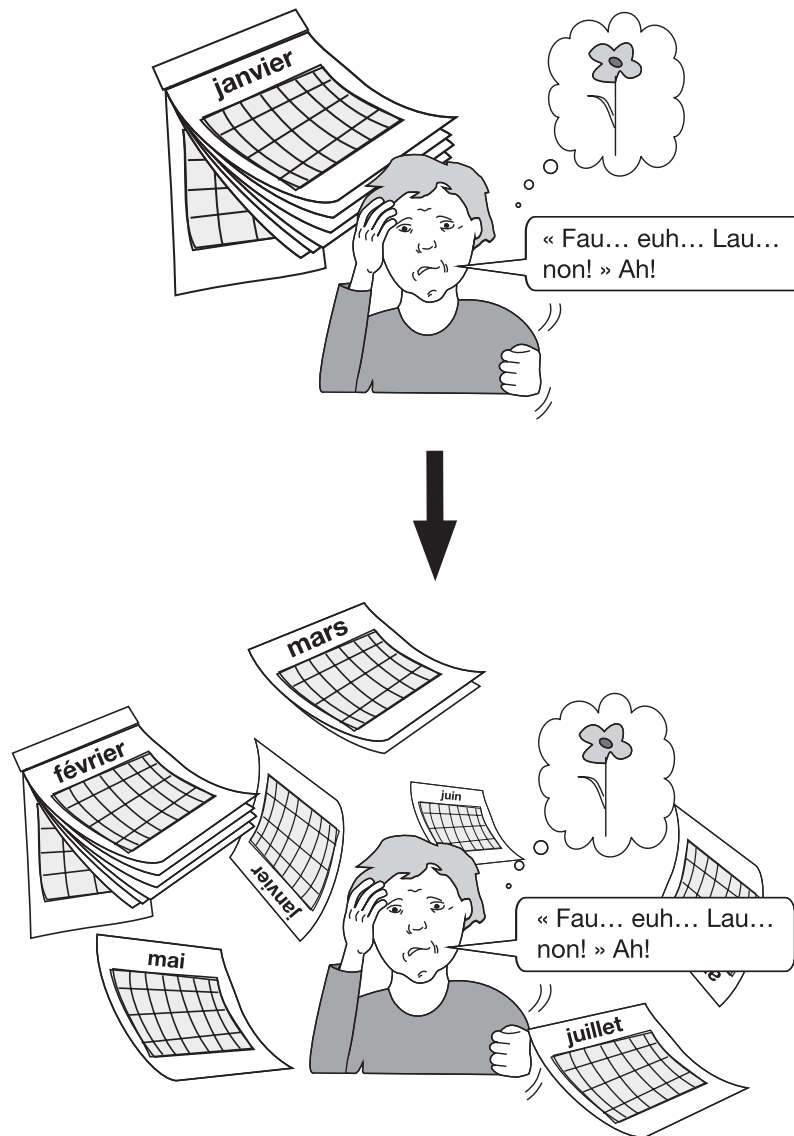 janvier
« Fau… euh… Lau…
non! » Ah!
mars
février
juin
janvier
« Fau… euh… Lau…
non! » Ah!
mai
juillet